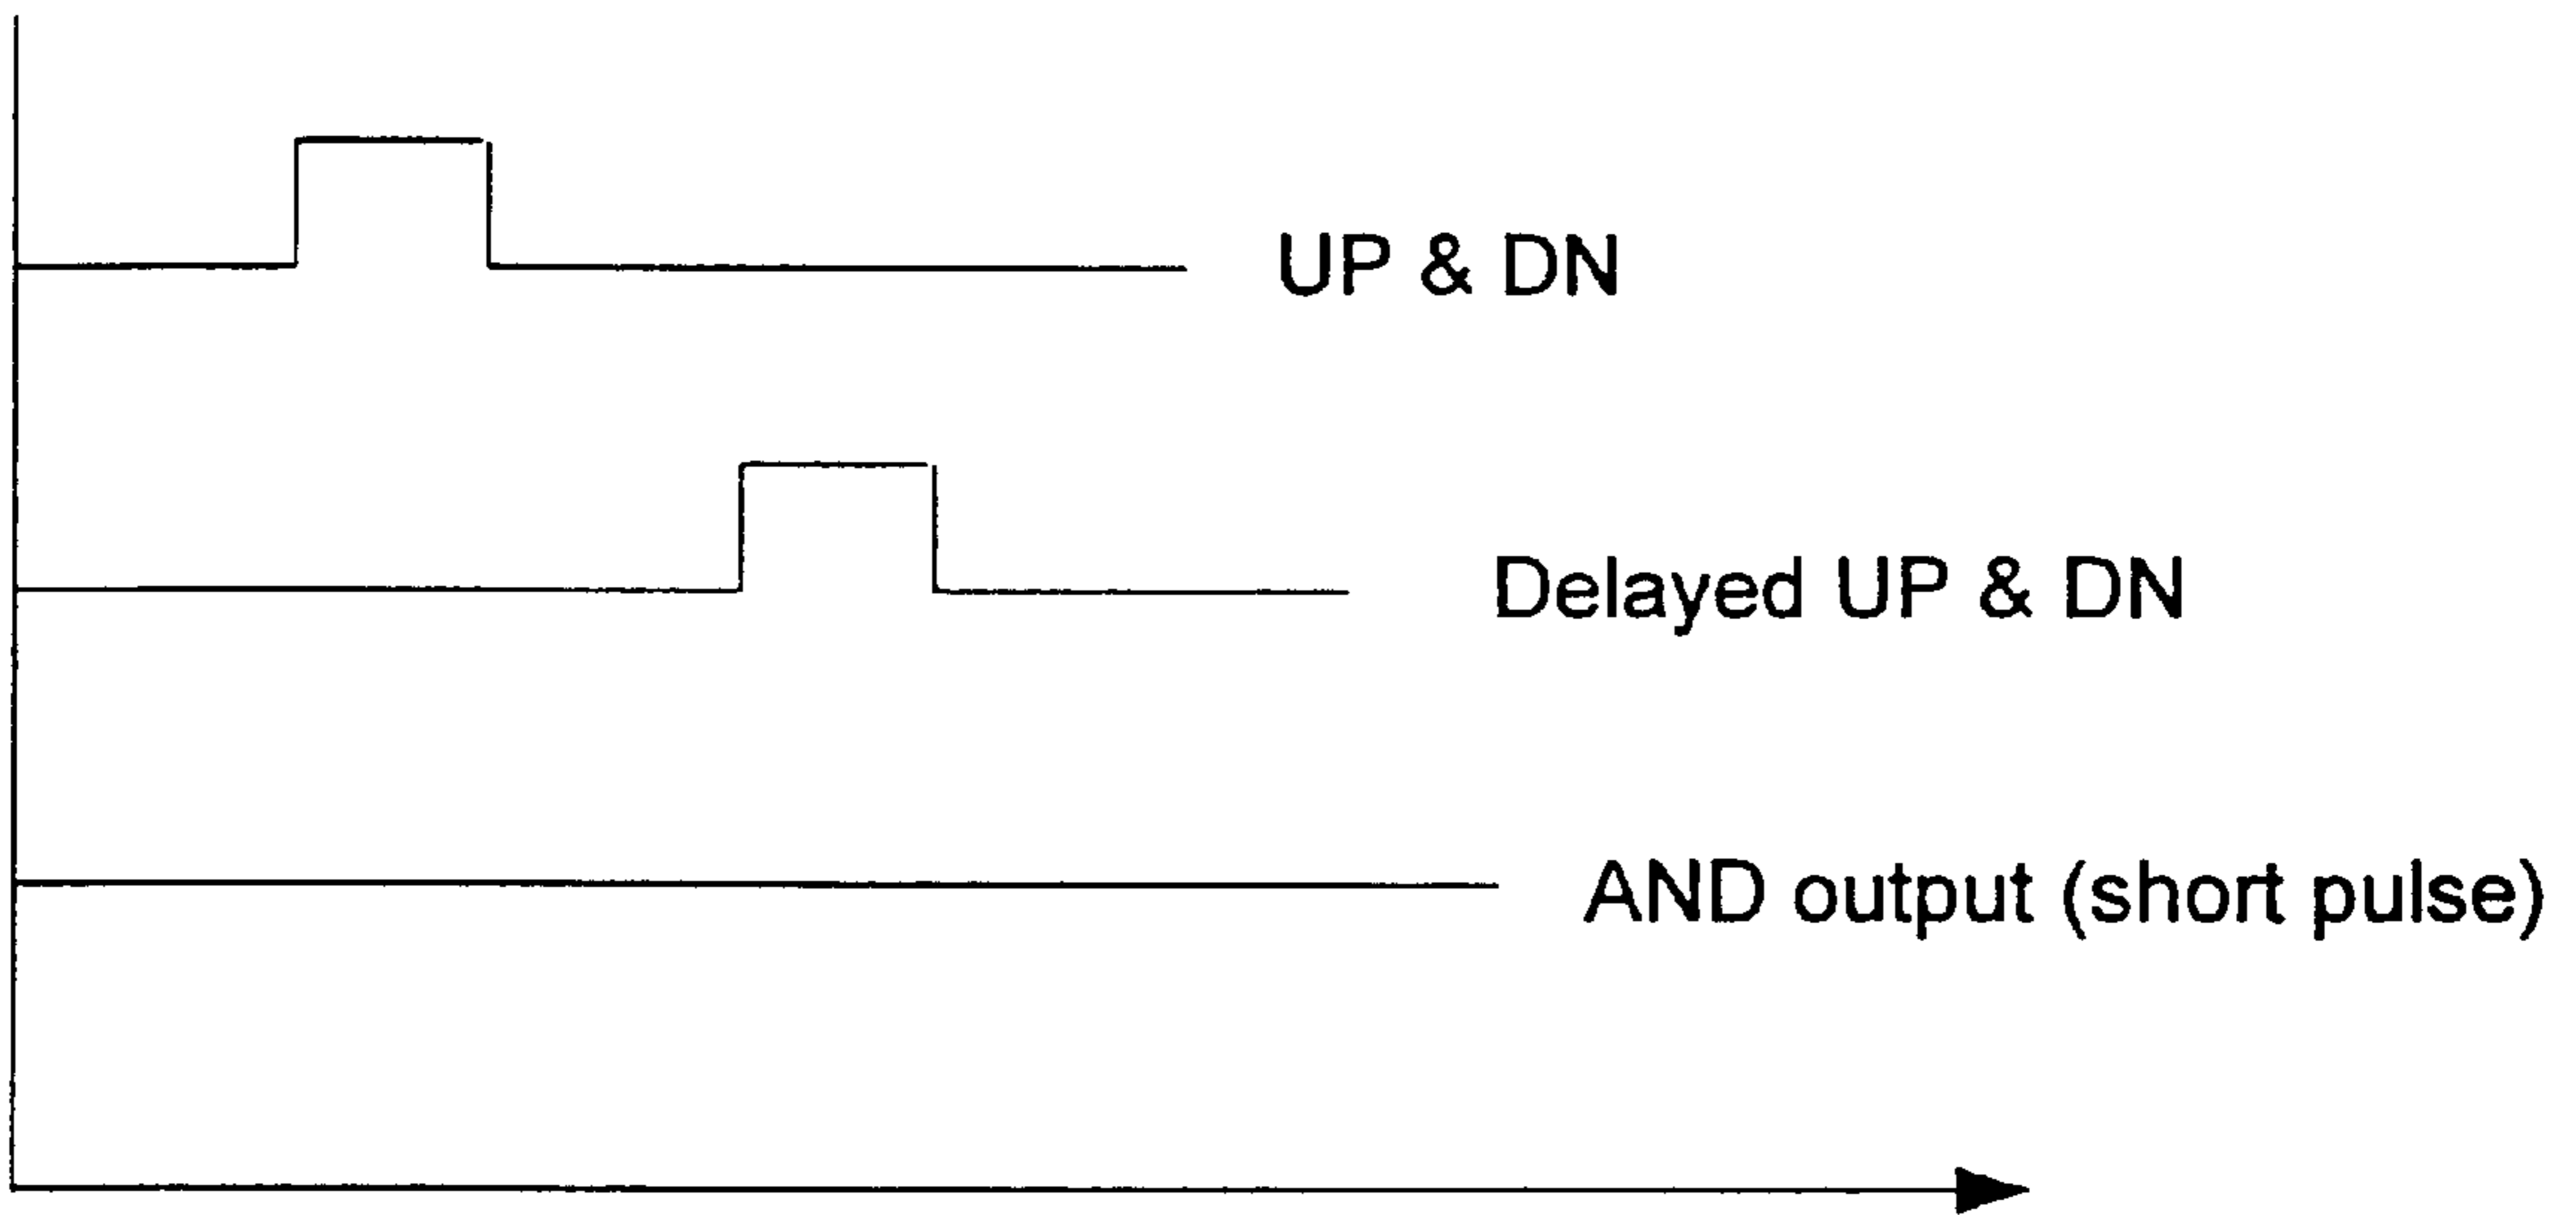 UP & DN
Delayed UP & DN
AND output (short pulse)